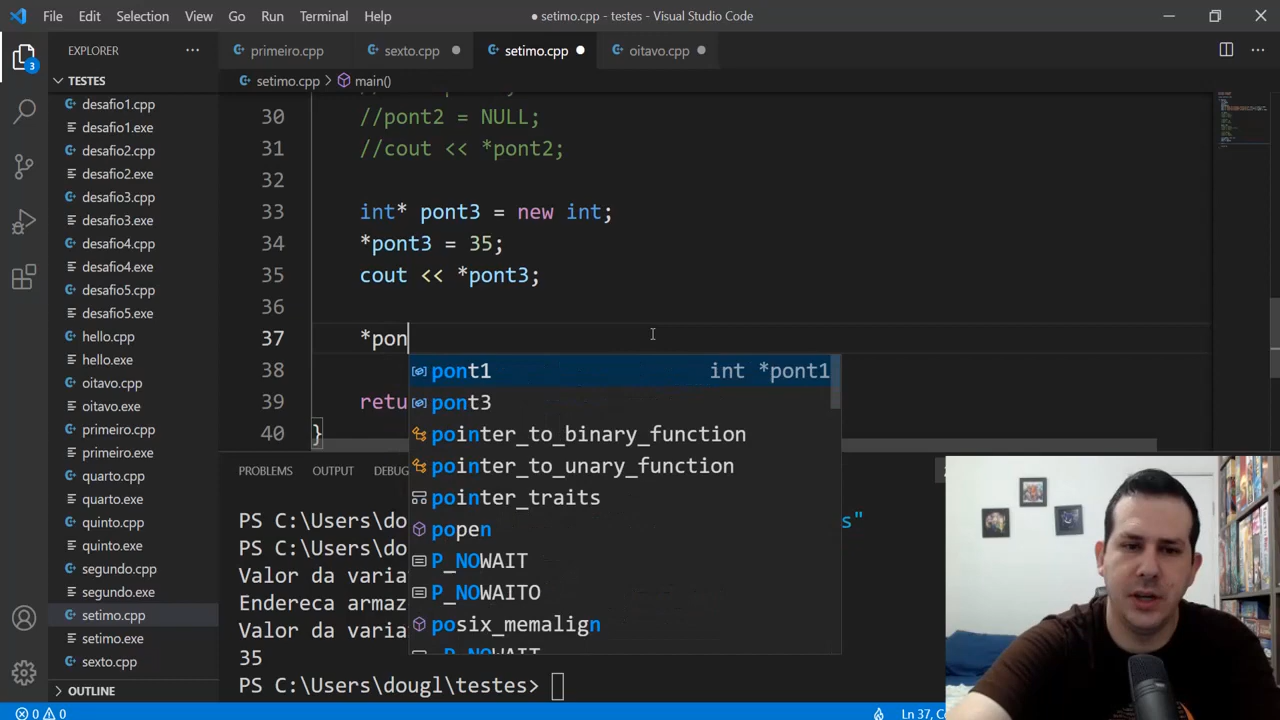 File Edit Selection View Go Run Terminal Help
● setimo.cpp - testes - Visual Studio Code
EXPLORER ···
primeiro.cpp
sexto.cpp ●
setimo.cpp ●
oitavo.cpp ●
3
TESTES
setimo.cpp > main()
desafio1.cpp
desafio1.exe
desafio2.cpp
desafio2.exe
desafio3.cpp
desafio3.exe
desafio4.cpp
desafio4.exe
desafio5.cpp
desafio5.exe
hello.cpp
hello.exe
oitavo.cpp
oitavo.exe
primeiro.cpp
primeiro.exe
quarto.cpp
quarto.exe
quinto.cpp
quinto.exe
segundo.cpp
segundo.exe
setimo.cpp
setimo.exe
sexto.cpp
OUTLINE
30 //pont2 = NULL;
31 //cout << *pont2;
32
33 int* pont3 = new int;
34 *pont3 = 35;
35 cout << *pont3;
36
37 *pon
38
39 retu
40 }
pont1 int *pont1
pont3
pointer_to_binary_function
pointer_to_unary_function
pointer_traits
popen
P_NOWAIT
P_NOWAITO
posix_memalign
P_NOWAIT
PROBLEMS OUTPUT DEBU
PS C:\Users\do s"
PS C:\Users\do
Valor da varia
Endereca armaz
Valor da varia
35
PS C:\Users\dougl\testes>
0 0
Ln 37, C